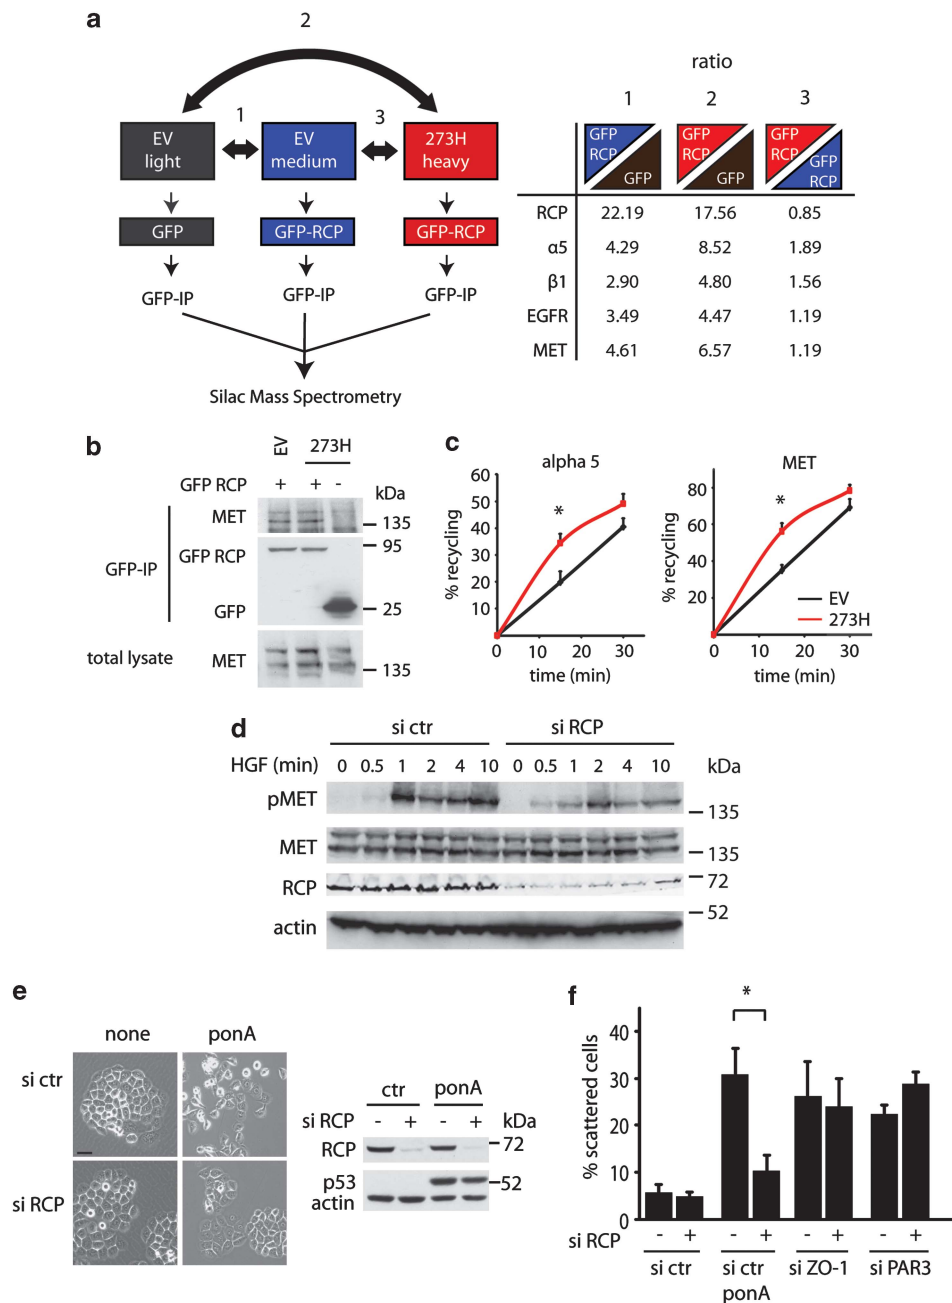 a
2
ratio
1 3
1 2 3
EV light
EV medium
273H heavy
GFP RCP GFP
GFP RCP GFP
GFP RCP GFP RCP
GFP GFP-RCP GFP-RCP
GFP-IP GFP-IP GFP-IP
Silac Mass Spectrometry
RCP 22.19 17.56 0.85
α5 4.29 8.52 1.89
β1 2.90 4.80 1.56
EGFR 3.49 4.47 1.19
MET 4.61 6.57 1.19
b
EV 273H
GFP RCP + + - kDa
MET 135
GFP-IP
GFP RCP 95
GFP 25
total lysate MET 135
c
alpha 5
% recycling
60
50
40
30
20
10
*
0 10 20 30
time (min)
MET
% recycling
80
60
40
20
*
EV
273H
0 10 20 30
time (min)
d
si ctr si RCP
HGF (min) 0 0.5 1 2 4 10 0 0.5 1 2 4 10 kDa
pMET 135
MET 135
RCP 72
52
actin
e
none ponA
si ctr
si RCP
ctr ponA
si RCP - + - + kDa
RCP 72
p53 52
actin
f
% scattered cells
40
30
20
10
0
*
si RCP - + - + - + - +
si ctr si ctr ponA si ZO-1 si PAR3